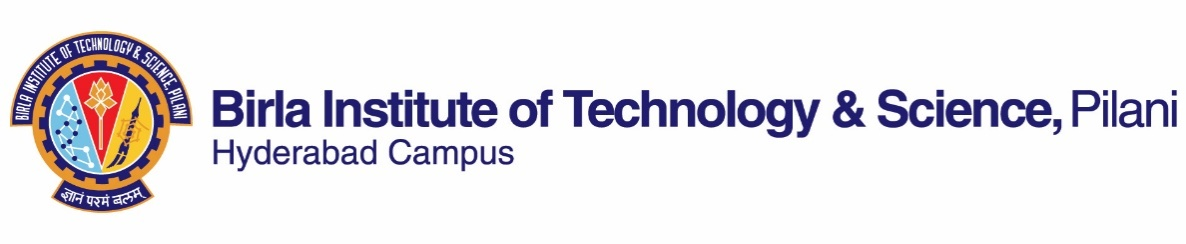 BIRLA INSTITUTE OF TECHNOLOGY & SCIENCE, PILANI
ज्ञानं परमं बलम्
Birla Institute of Technology & Science, Pilani
Hyderabad Campus